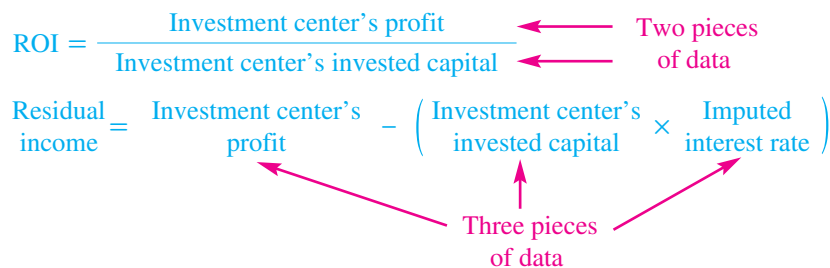 ROI = Investment center's profit / Investment center's invested capital
Two pieces
of data
Residual income = Investment center's profit − (Investment center's invested capital × Imputed interest rate)
Three pieces
of data